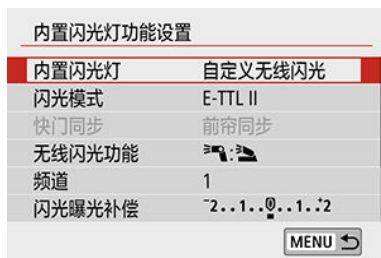 内置闪光灯功能设置
内置闪光灯 自定义无线闪光
闪光模式 E-TTL II
快门同步 前帘同步
无线闪光功能 :
频道 1
闪光曝光补偿 -2..1..0..1..+2
MENU